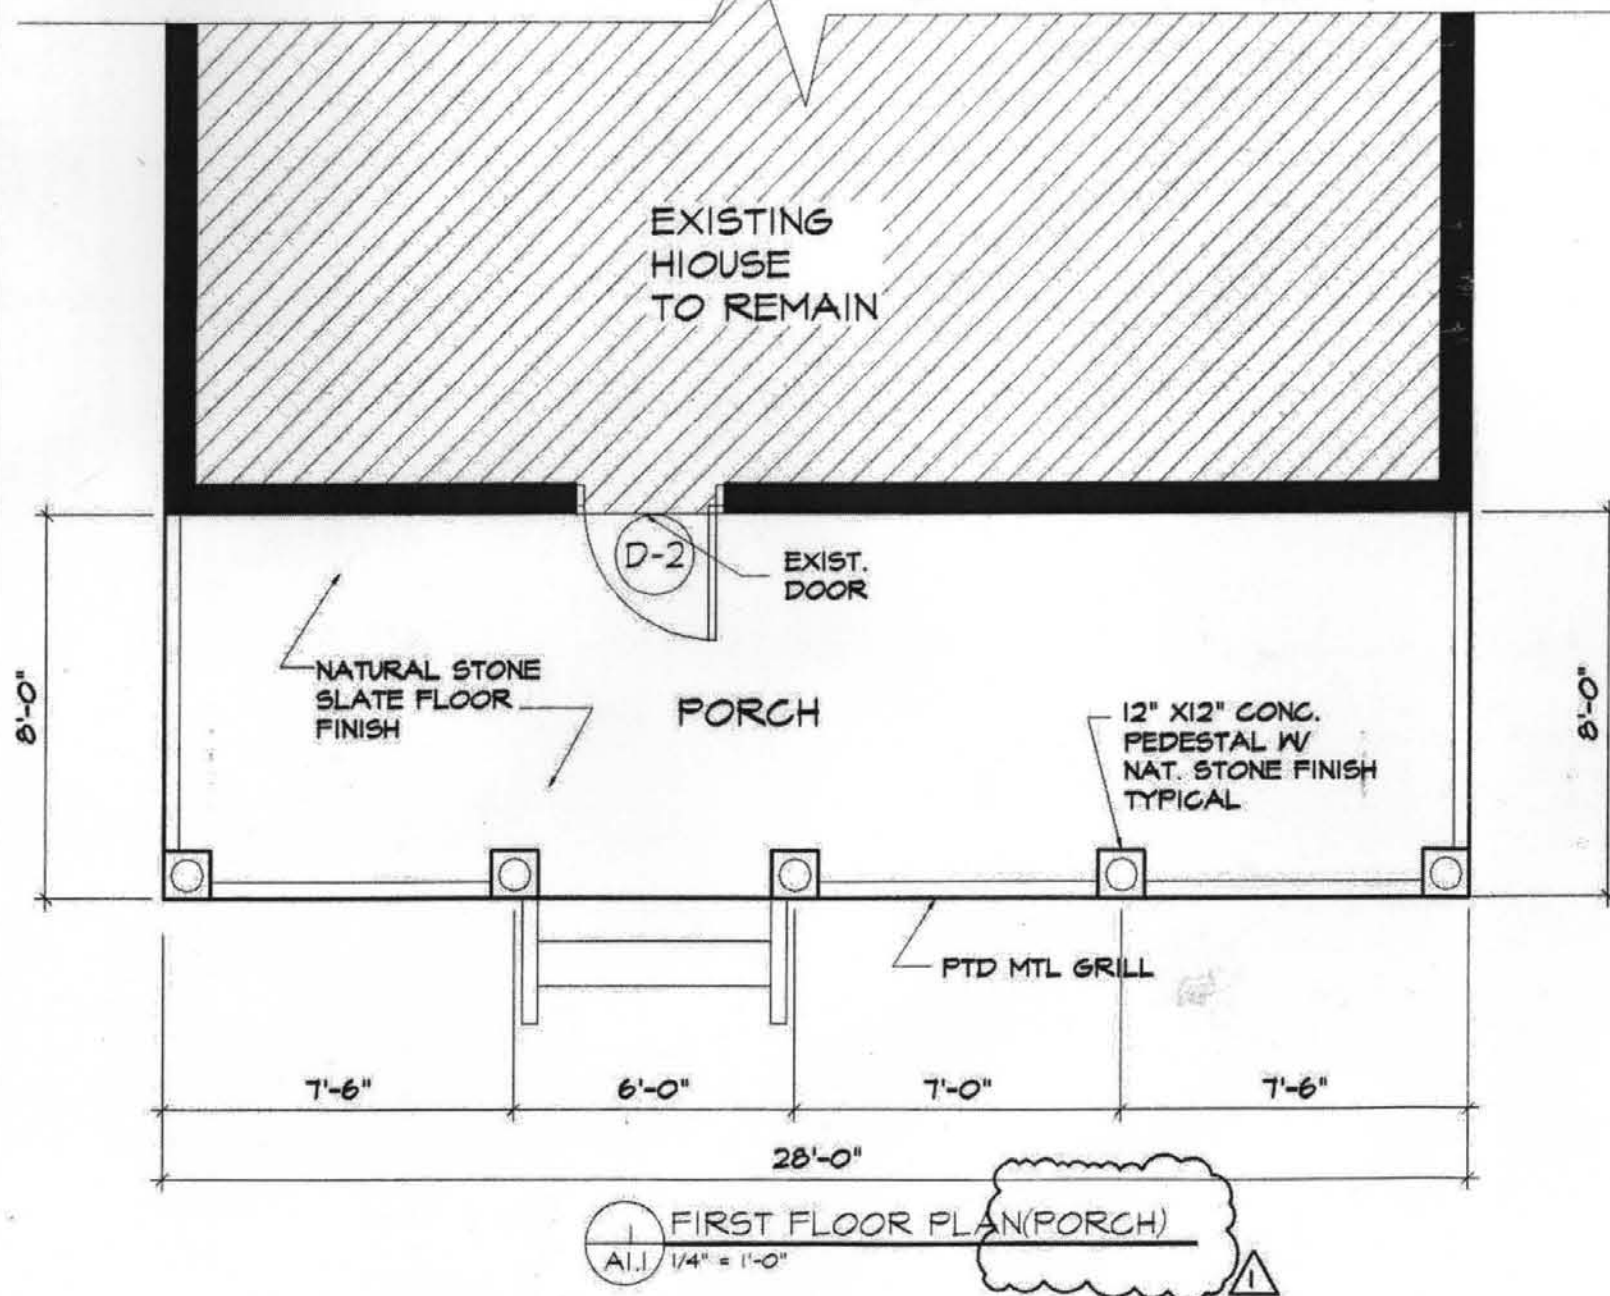 EXISTING
HIOUSE
TO REMAIN
D-2
EXIST.
DOOR
NATURAL STONE
SLATE FLOOR
FINISH
PORCH
12" X12" CONC.
PEDESTAL W/
NAT. STONE FINISH
TYPICAL
8'-0"
8'-0"
PTD MTL GRILL
7'-6"
6'-0"
7'-0"
7'-6"
28'-0"
1
FIRST FLOOR PLAN(PORCH)
A1.1
1/4" = 1'-0"
1